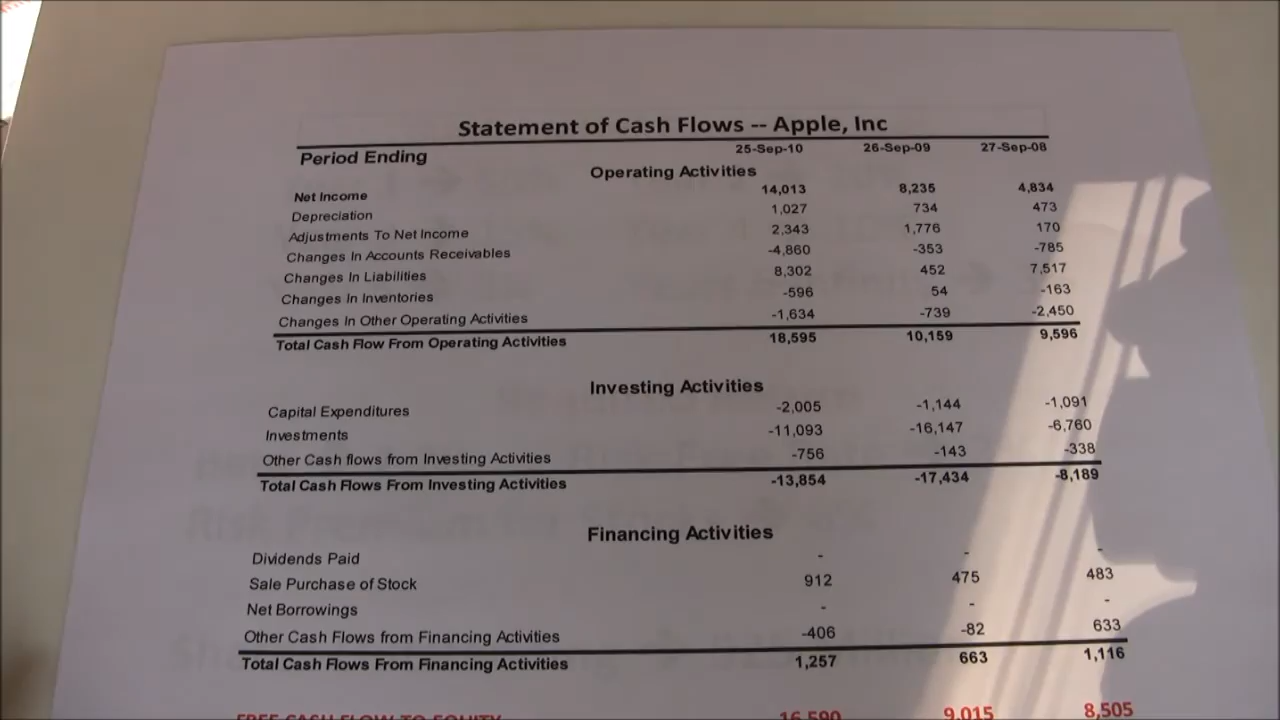 Statement of Cash Flows -- Apple, Inc
Period Ending 25-Sep-10 26-Sep-09 27-Sep-08
Operating Activities
Net Income 14,013 8,235 4,834
Depreciation 1,027 734 473
Adjustments To Net Income 2,343 1,776 170
Changes In Accounts Receivables -4,860 -353 -785
Changes In Liabilities 8,302 452 7,517
Changes In Inventories -596 54 -163
Changes In Other Operating Activities -1,634 -739 -2,450
Total Cash Flow From Operating Activities 18,595 10,159 9,596
Investing Activities
Capital Expenditures -2,005 -1,144 -1,091
Investments -11,093 -16,147 -6,760
Other Cash flows from Investing Activities -756 -143 -338
Total Cash Flows From Investing Activities -13,854 -17,434 -8,189
Financing Activities
Dividends Paid - - -
Sale Purchase of Stock 912 475 483
Net Borrowings - - -
Other Cash Flows from Financing Activities -406 -82 633
Total Cash Flows From Financing Activities 1,257 663 1,116
FREE CASH FLOW TO EQUITY 16,590 9,015 8,505